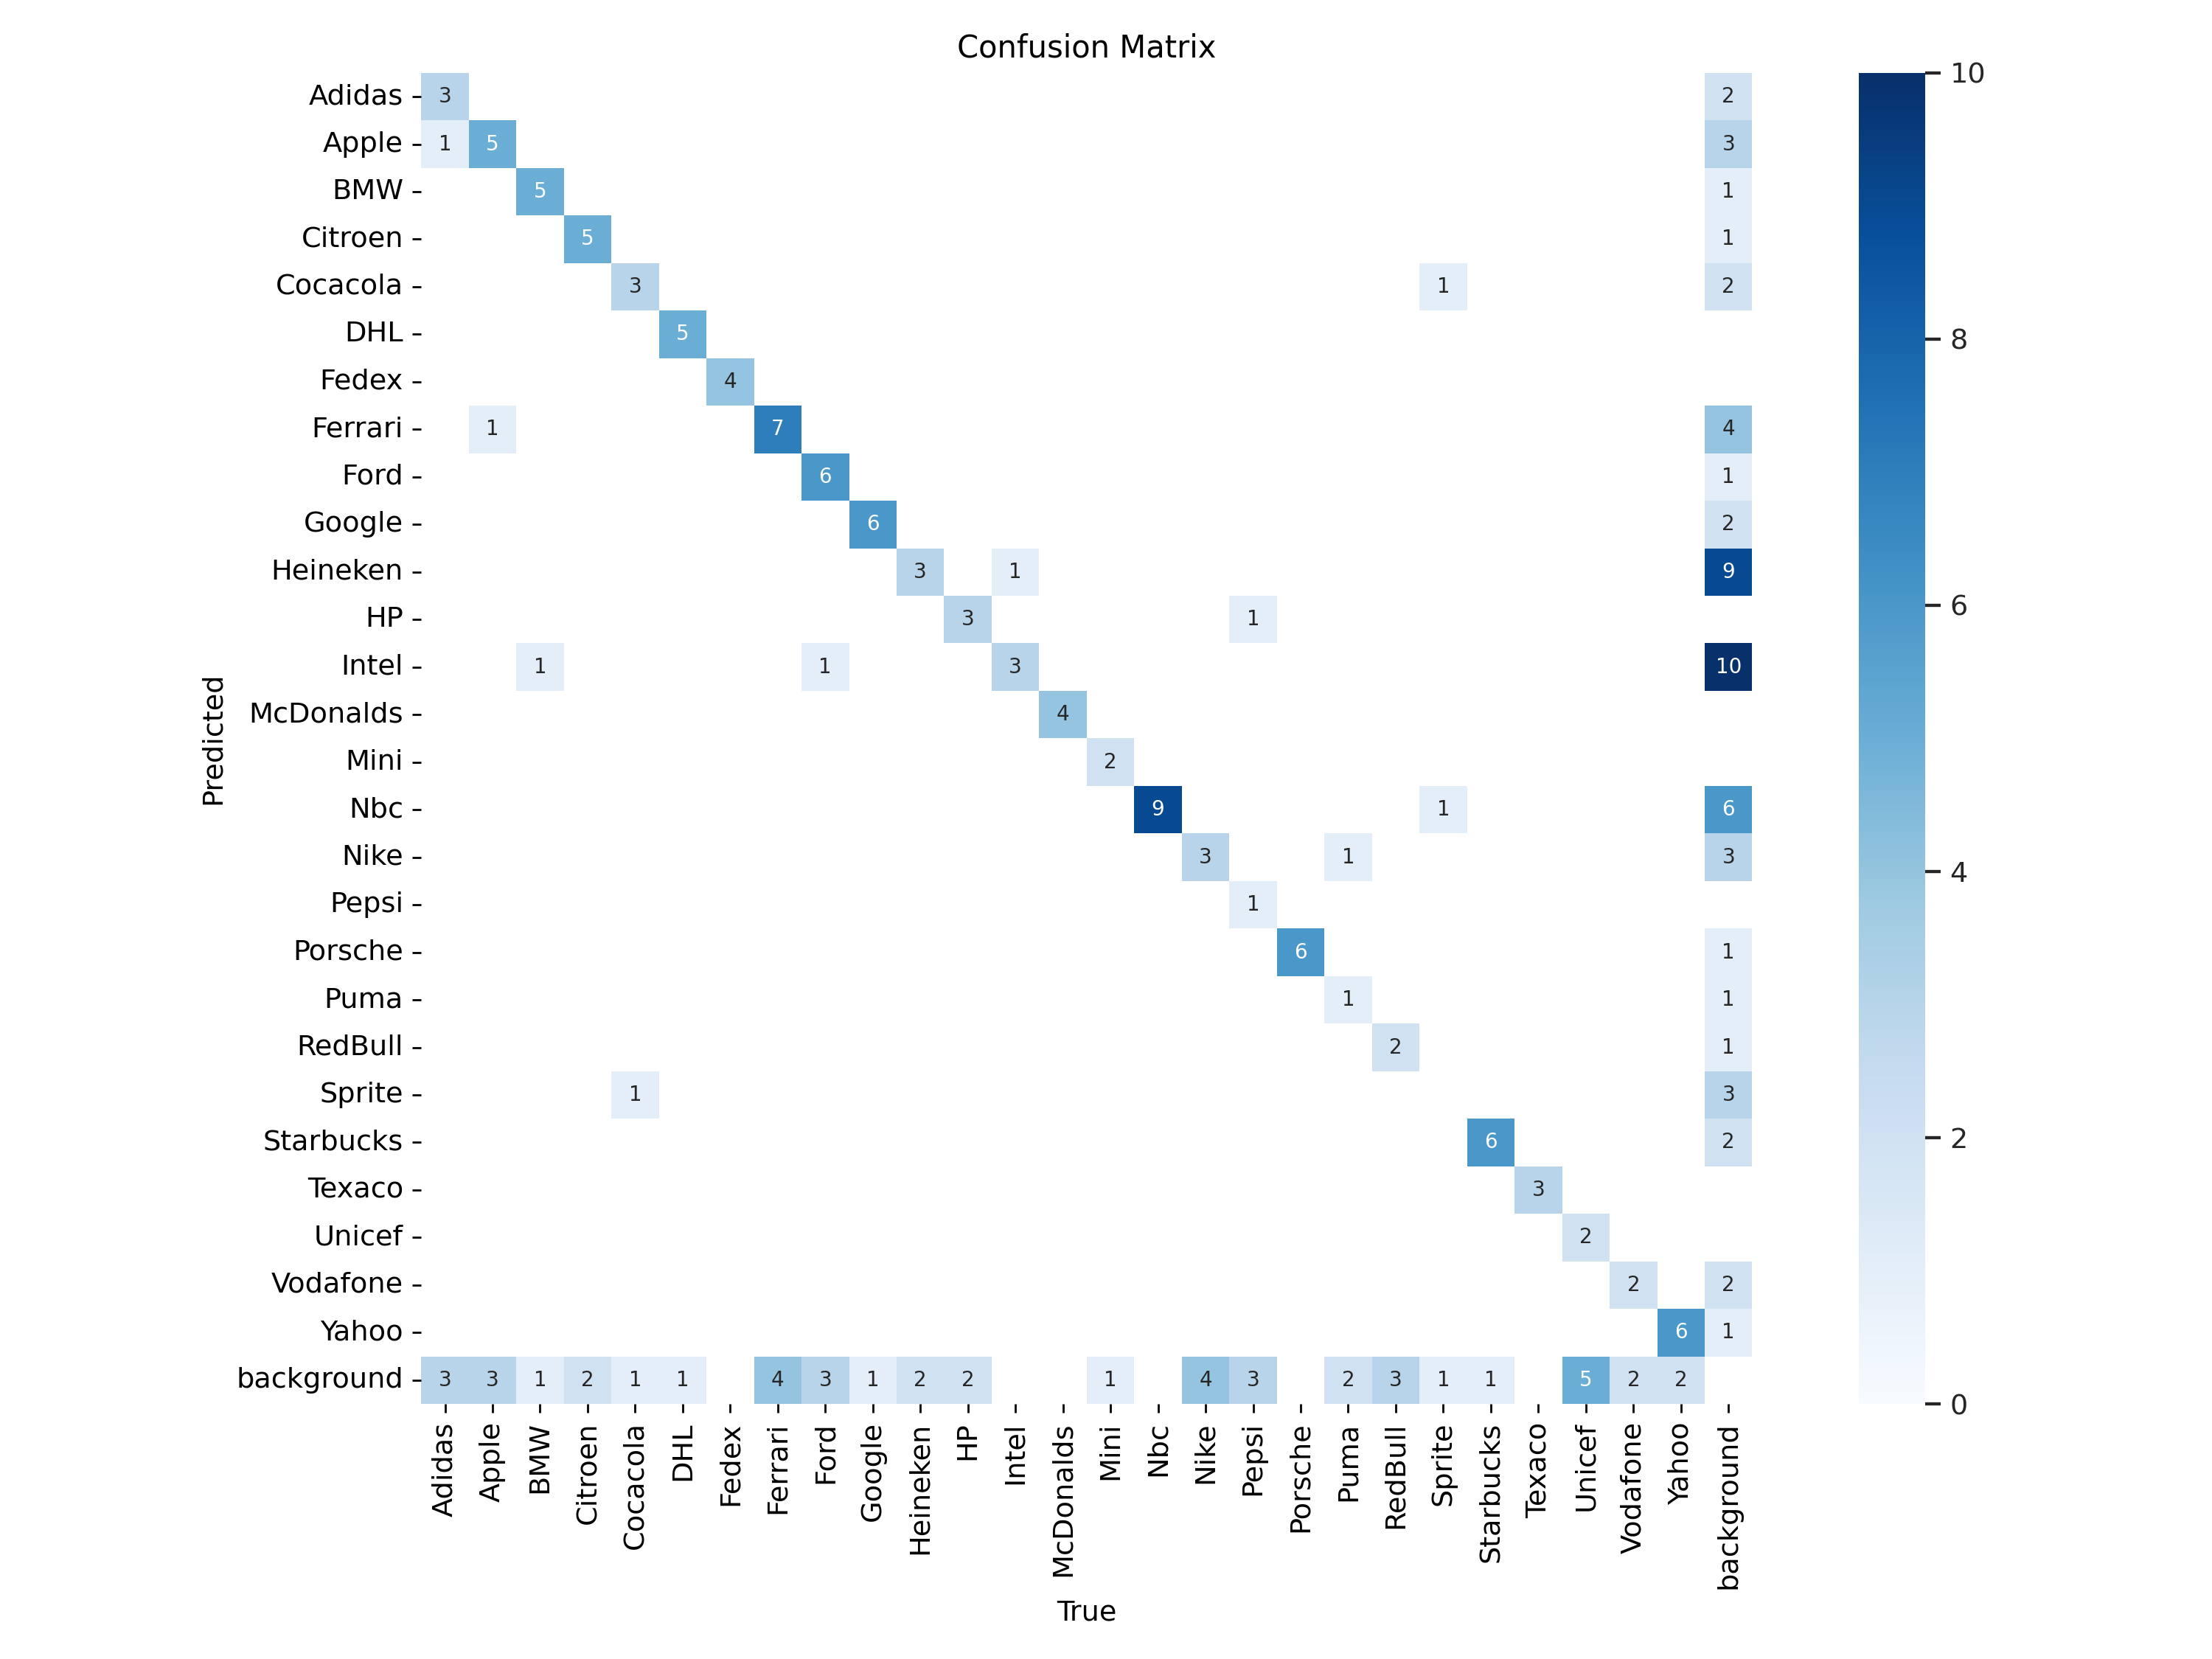 Confusion Matrix
Adidas 3 2
Apple 1 5 3
BMW 5 1
Citroen 5 1
Cocacola 3 1 2
DHL 5
Fedex 4
Ferrari 1 7 4
Ford 6 1
Google 6 2
Heineken 3 1 9
HP 3 1
Intel 1 1 3 10
McDonalds 4
Mini 2
Nbc 9 1 6
Nike 3 1 3
Pepsi 1
Porsche 6 1
Puma 1 1
RedBull 2 1
Sprite 1 3
Starbucks 6 2
Texaco 3
Unicef 2
Vodafone 2 2
Yahoo 6 1
background 3 3 1 2 1 1 4 3 1 2 2 1 4 3 2 3 1 1 5 2 2
Predicted
Adidas Apple BMW Citroen Cocacola DHL Fedex Ferrari Ford Google Heineken HP Intel McDonalds Mini Nbc Nike Pepsi Porsche Puma RedBull Sprite Starbucks Texaco Unicef Vodafone Yahoo background
True
10
8
6
4
2
0